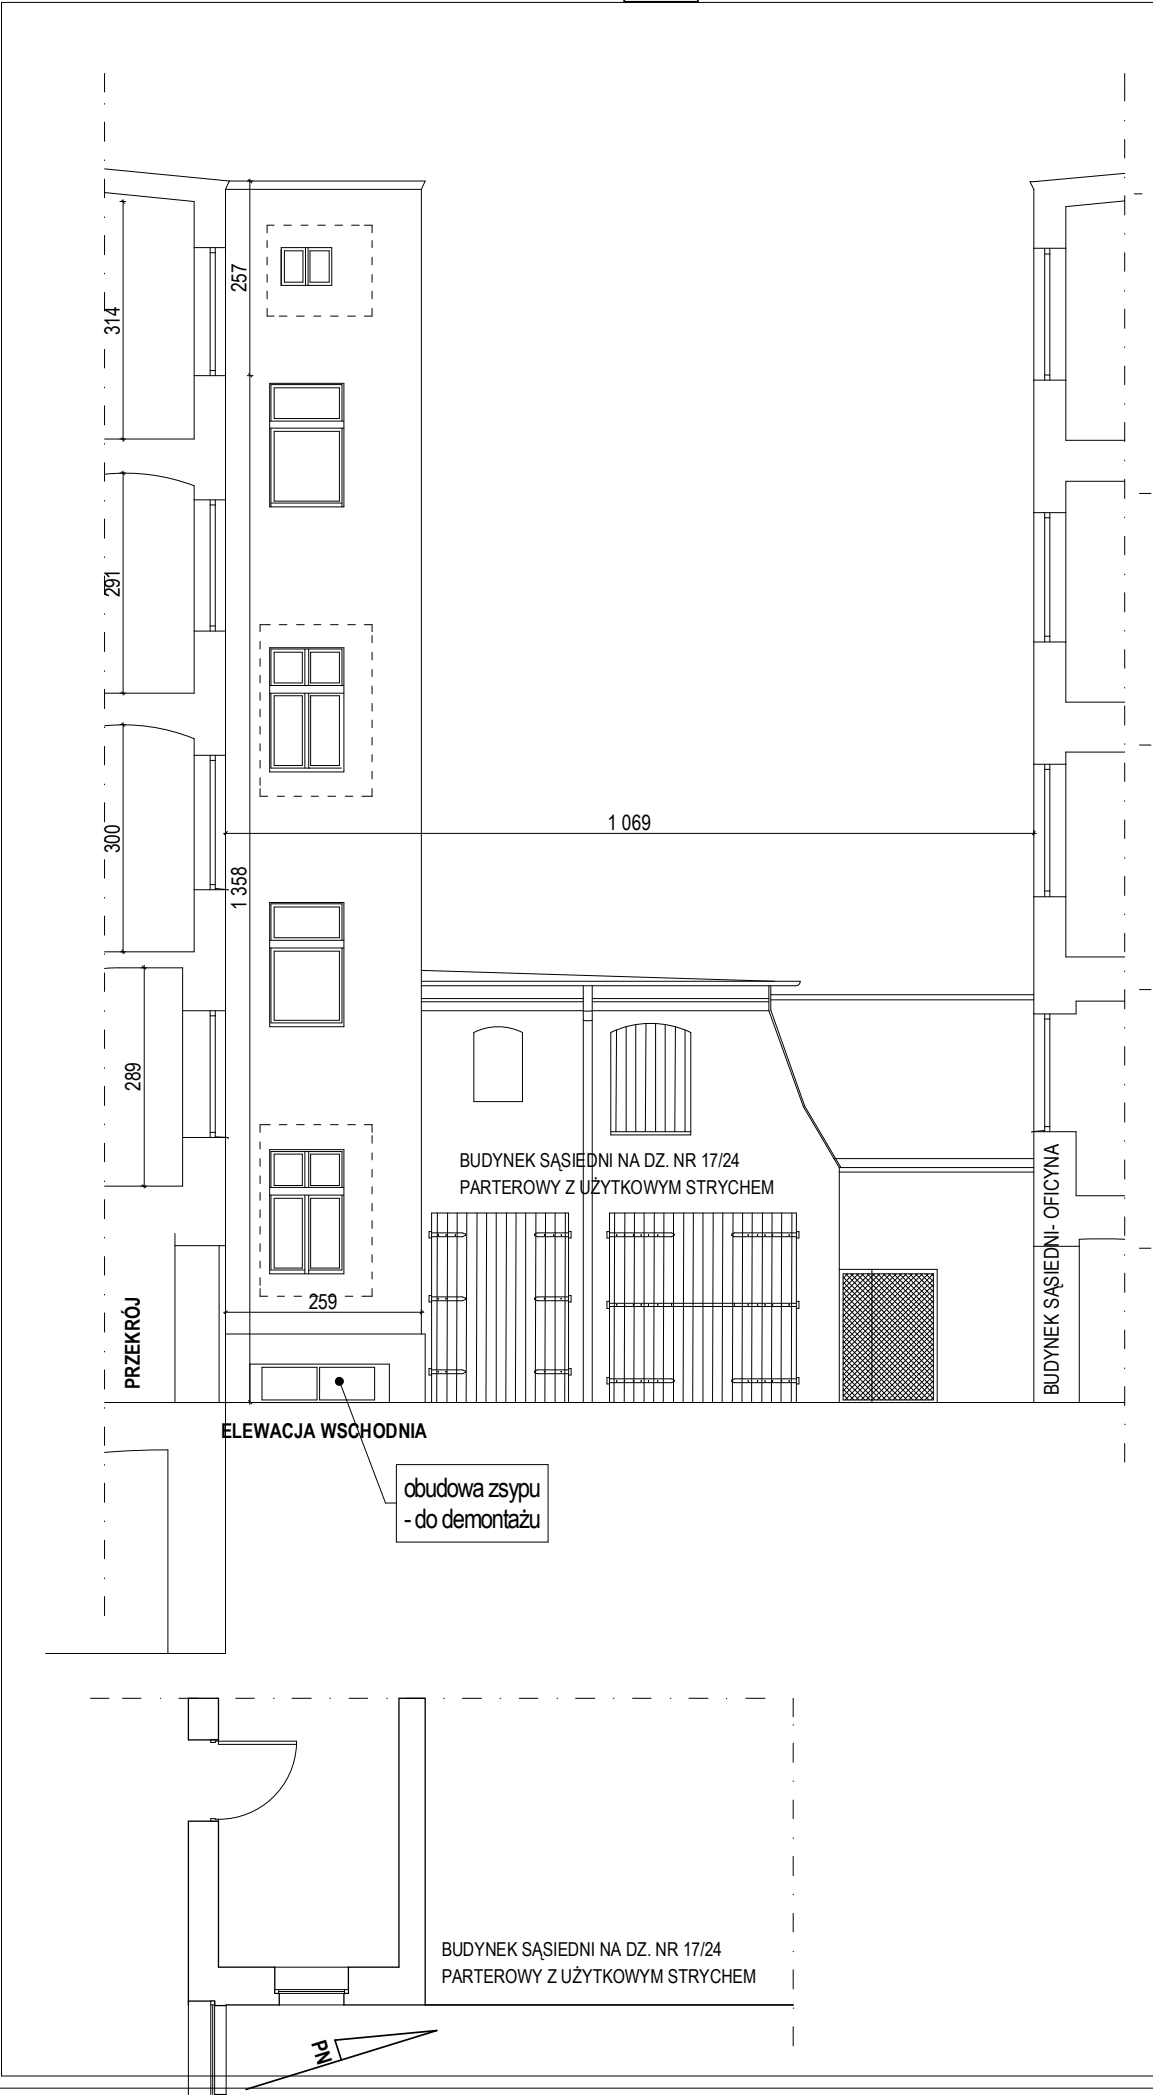 257
314
291
300
1 069
1 358
289
BUDYNEK SĄSIEDNI NA DZ. NR 17/24
PARTEROWY Z UŻYTKOWYM STRYCHEM
BUDYNEK SĄSIEDNI- OFICYNA
259
PRZEKRÓJ
ELEWACJA WSCHODNIA
obudowa zsypu
- do demontażu
BUDYNEK SĄSIEDNI NA DZ. NR 17/24
PARTEROWY Z UŻYTKOWYM STRYCHEM
PN